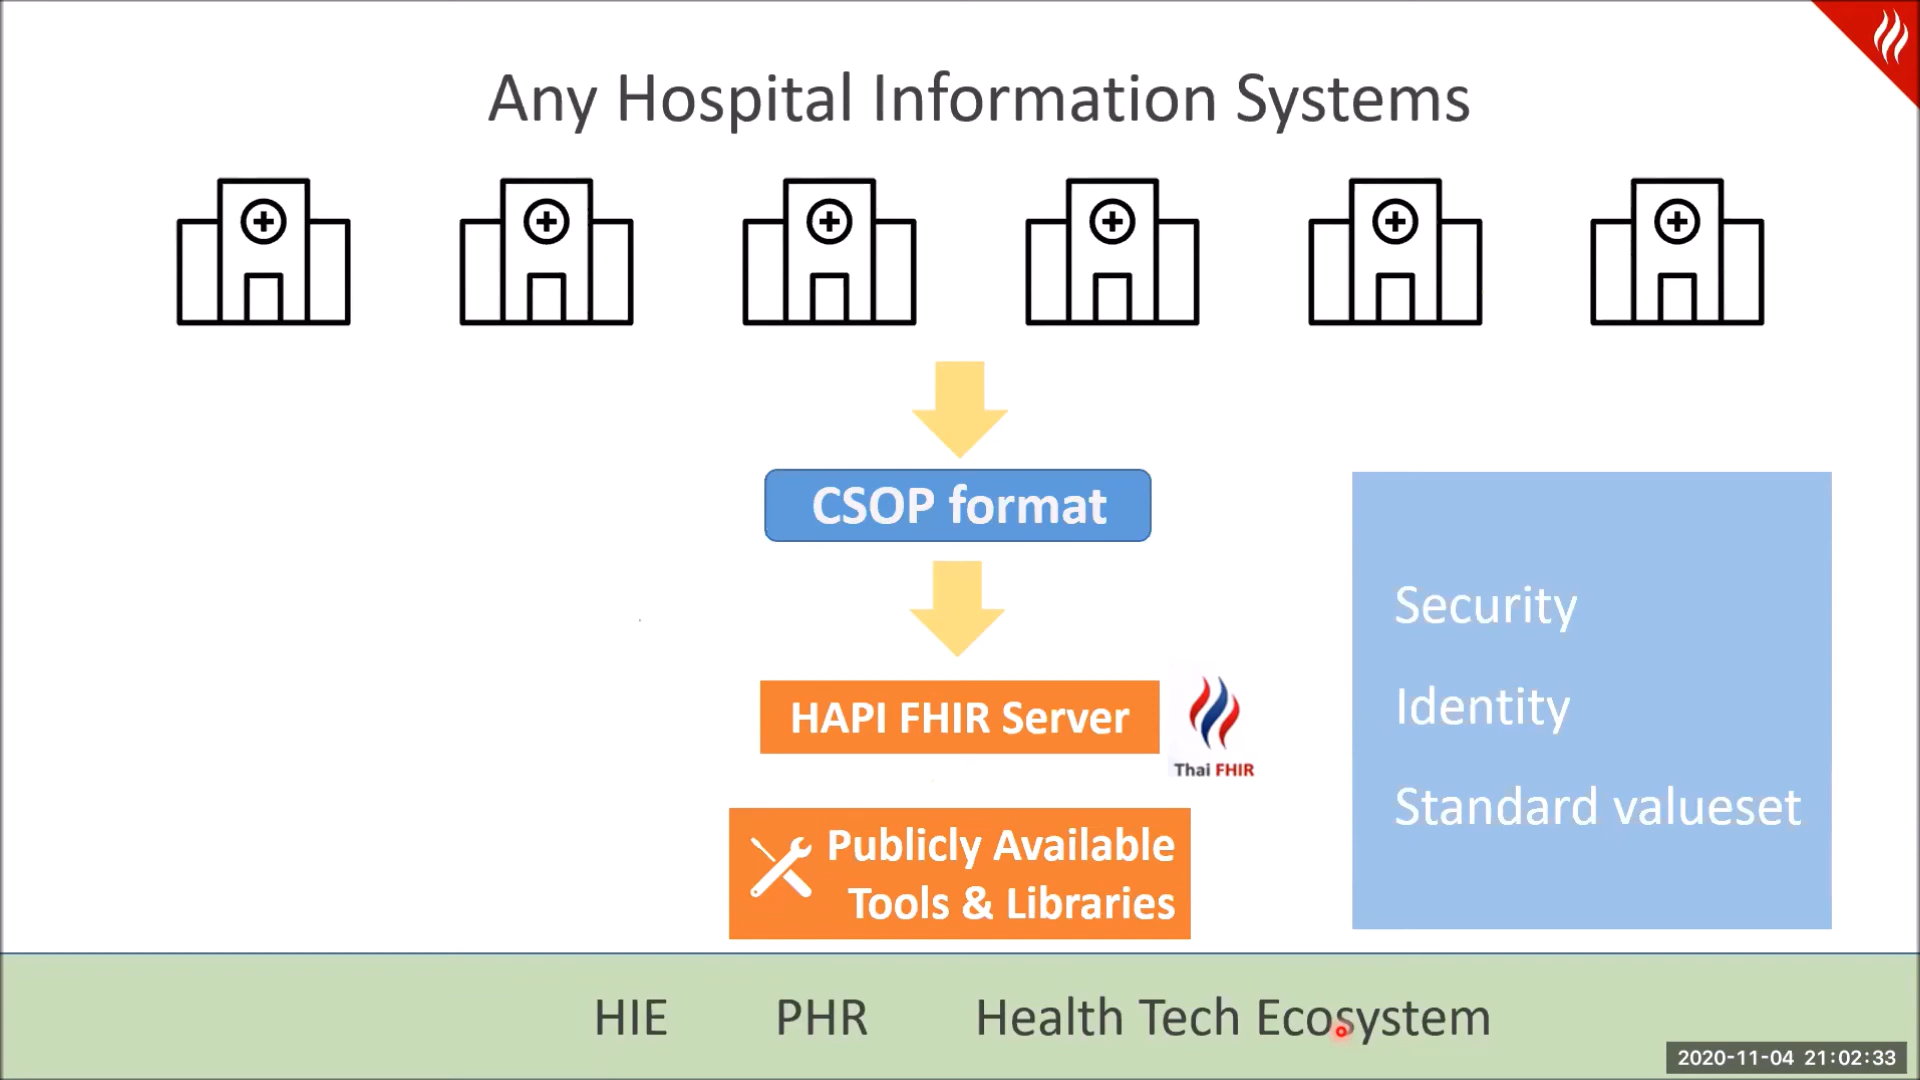 Any Hospital Information Systems
CSOP format
HAPI FHIR Server
Thai FHIR
Publicly Available
Tools & Libraries
Security
Identity
Standard valueset
HIE PHR Health Tech Ecosystem
2020-11-04 21:02:33